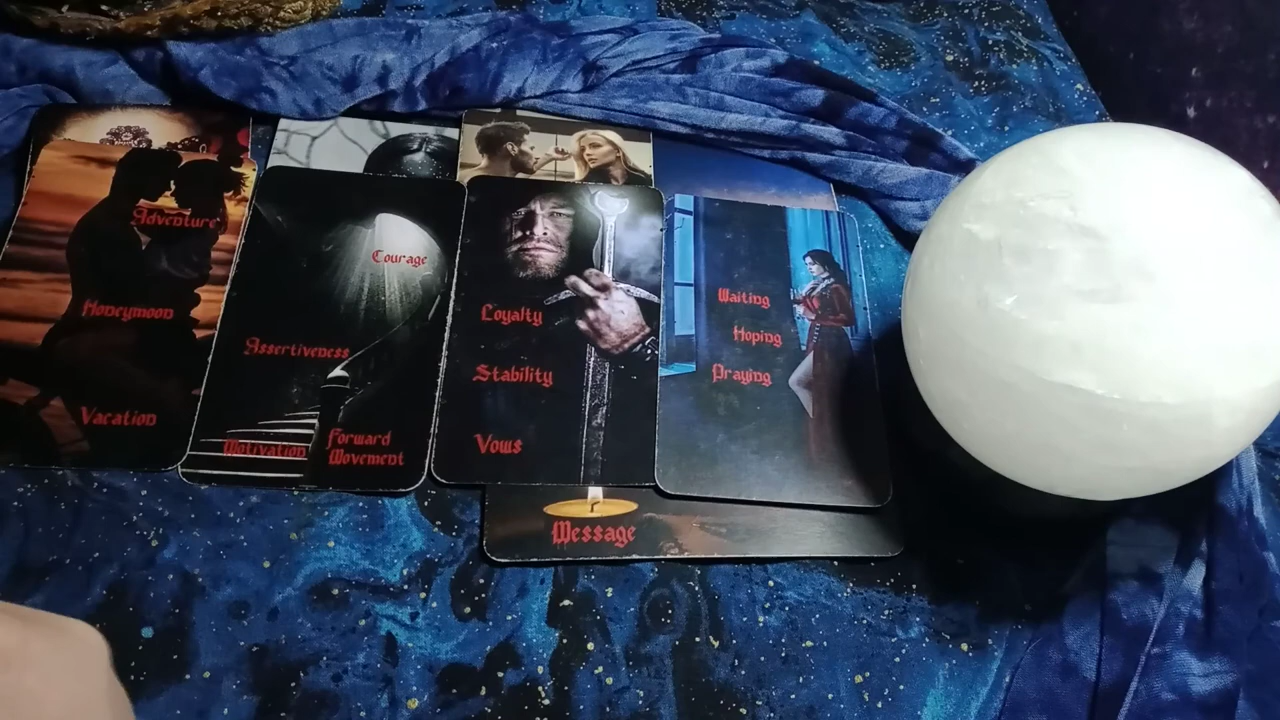 Adventure
Honeymoon
Vacation
Courage
Assertiveness
Motivation
Forward
Movement
Loyalty
Stability
Vows
Waiting
Hoping
Praying
Message